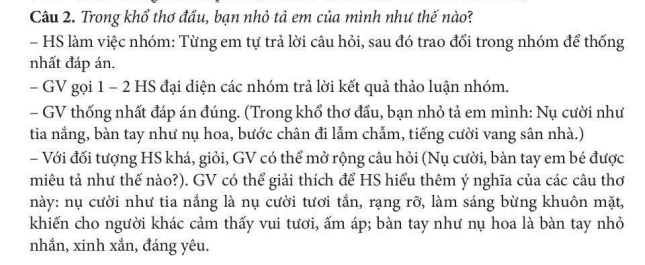 Câu 2. Trong khổ thơ đầu, bạn nhỏ tả em của mình như thế nào?
– HS làm việc nhóm: Từng em tự trả lời câu hỏi, sau đó trao đổi trong nhóm để thống
nhất đáp án.
– GV gọi 1 – 2 HS đại diện các nhóm trả lời kết quả thảo luận nhóm.
– GV thống nhất đáp án đúng. (Trong khổ thơ đầu, bạn nhỏ tả em mình: Nụ cười như
tia nắng, bàn tay như nụ hoa, bước chân đi lẫm chẫm, tiếng cười vang sân nhà.)
– Với đối tượng HS khá, giỏi, GV có thể mở rộng câu hỏi (Nụ cười, bàn tay em bé được
miêu tả như thế nào?). GV có thể giải thích để HS hiểu thêm ý nghĩa của các câu thơ
này: nụ cười như tia nắng là nụ cười tươi tắn, rạng rỡ, làm sáng bừng khuôn mặt,
khiến cho người khác cảm thấy vui tươi, ấm áp; bàn tay như nụ hoa là bàn tay nhỏ
nhắn, xinh xắn, đáng yêu.